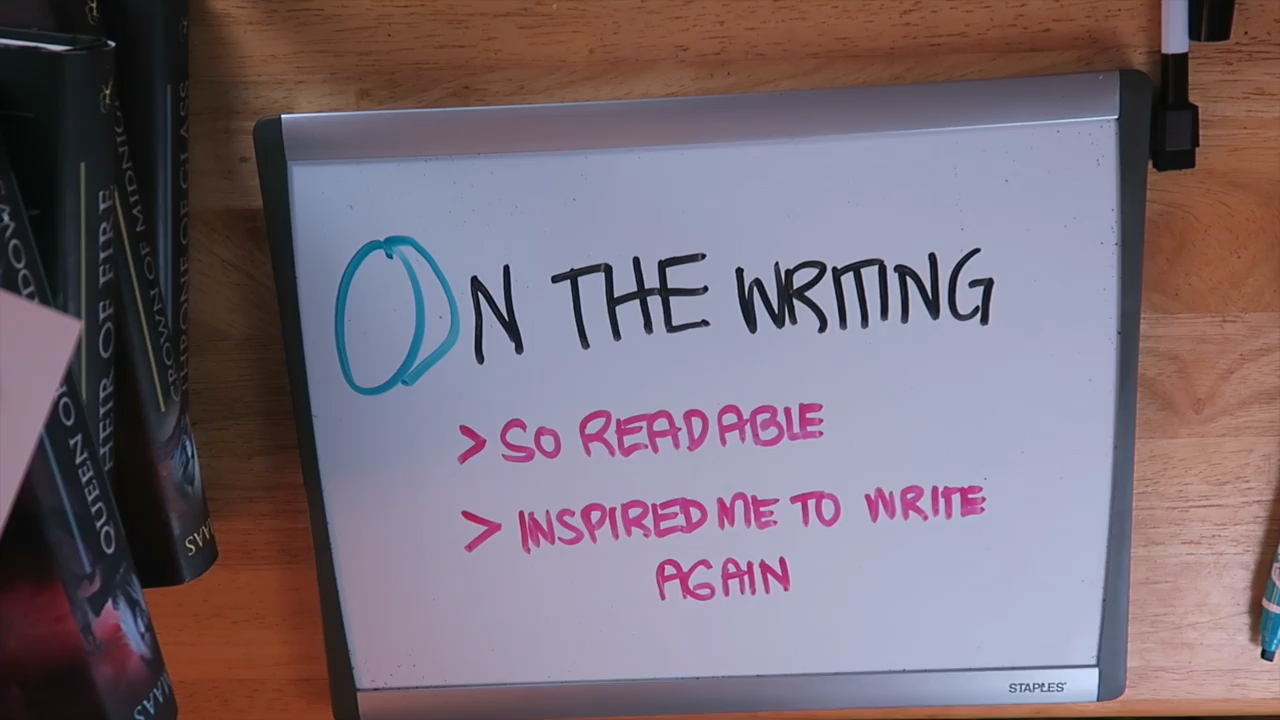 ON THE WRITING
> SO READABLE
> INSPIRED ME TO WRITE
AGAIN
STAPLES
HEIR OF FIRE
CROWN OF MIDNIG
THRONE OF GLASS
QUEEN OF
MAAS
MAAS